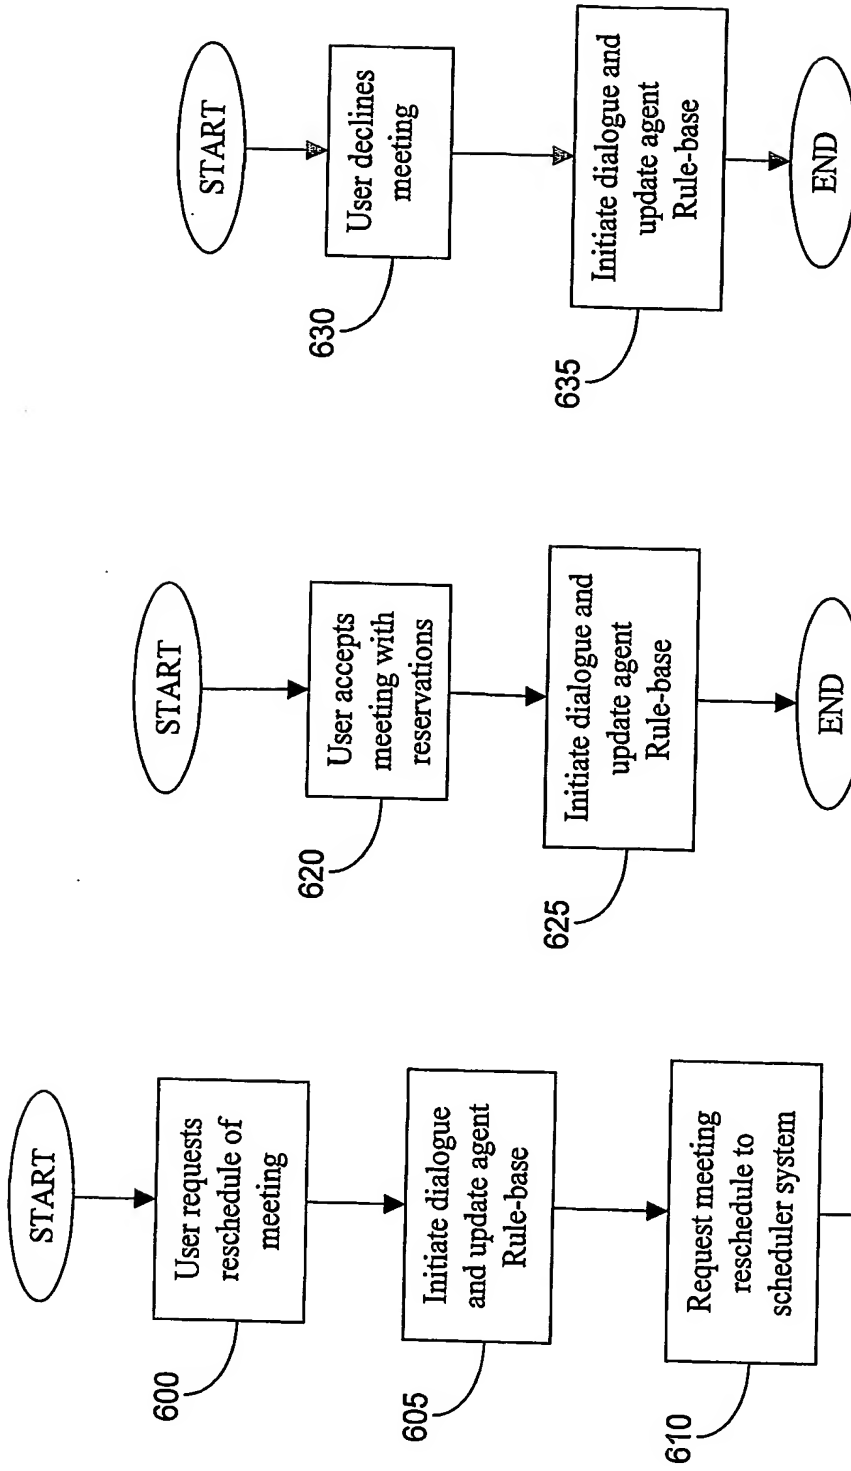 START
User requests
reschedule of
meeting
600
Initiate dialogue
and update agent
Rule-base
605
Request meeting
reschedule to
scheduler system
610
START
User accepts
meeting with
reservations
620
Initiate dialogue and
update agent
Rule-base
625
END
START
User declines
meeting
630
Initiate dialogue and
update agent
Rule-base
635
END